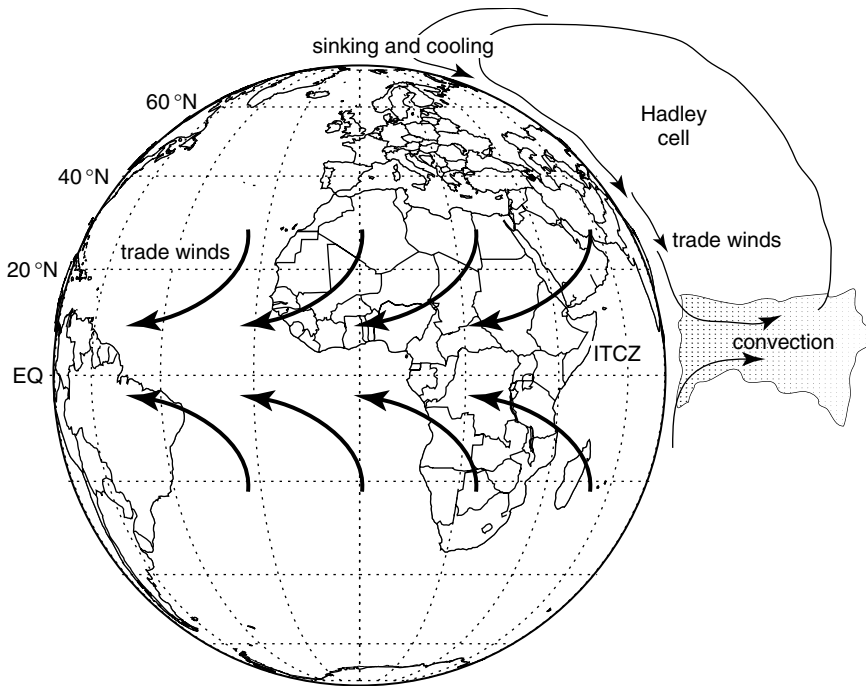 sinking and cooling
60 °N
Hadley
cell
40 °N
trade winds
trade winds
20 °N
convection
ITCZ
EQ